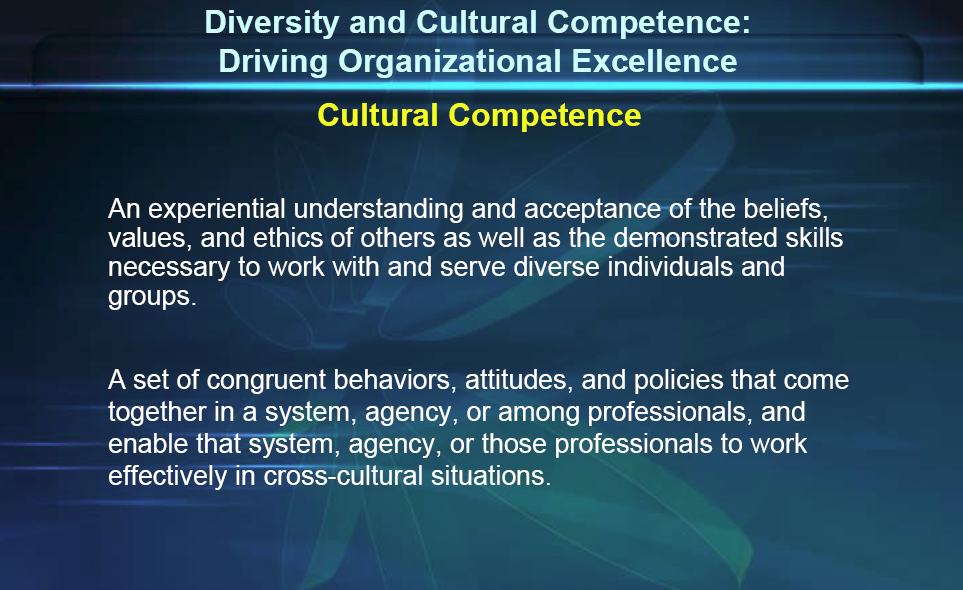 Diversity and Cultural Competence:
Driving Organizational Excellence
Cultural Competence
An experiential understanding and acceptance of the beliefs,
values, and ethics of others as well as the demonstrated skills
necessary to work with and serve diverse individuals and
groups.
A set of congruent behaviors, attitudes, and policies that come
together in a system, agency, or among professionals, and
enable that system, agency, or those professionals to work
effectively in cross-cultural situations.